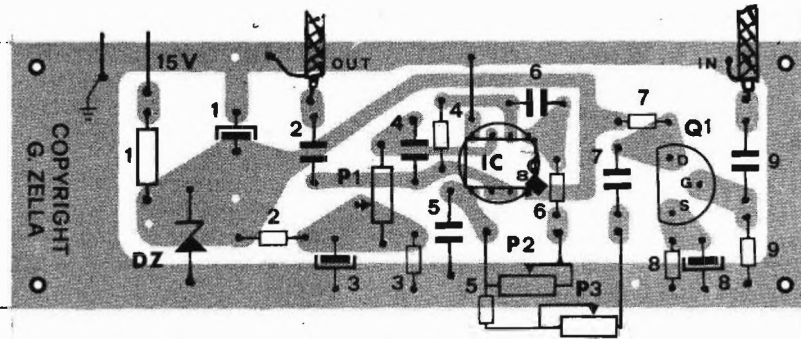 15V
OUT
IN
6
1
2
4
4
7
Q1
COPYRIGHT
G. ZELLA
1
P1
IC
8
7
D
G
S
9
5
6
2
P2
DZ
3
3
5
P3
8
8
9